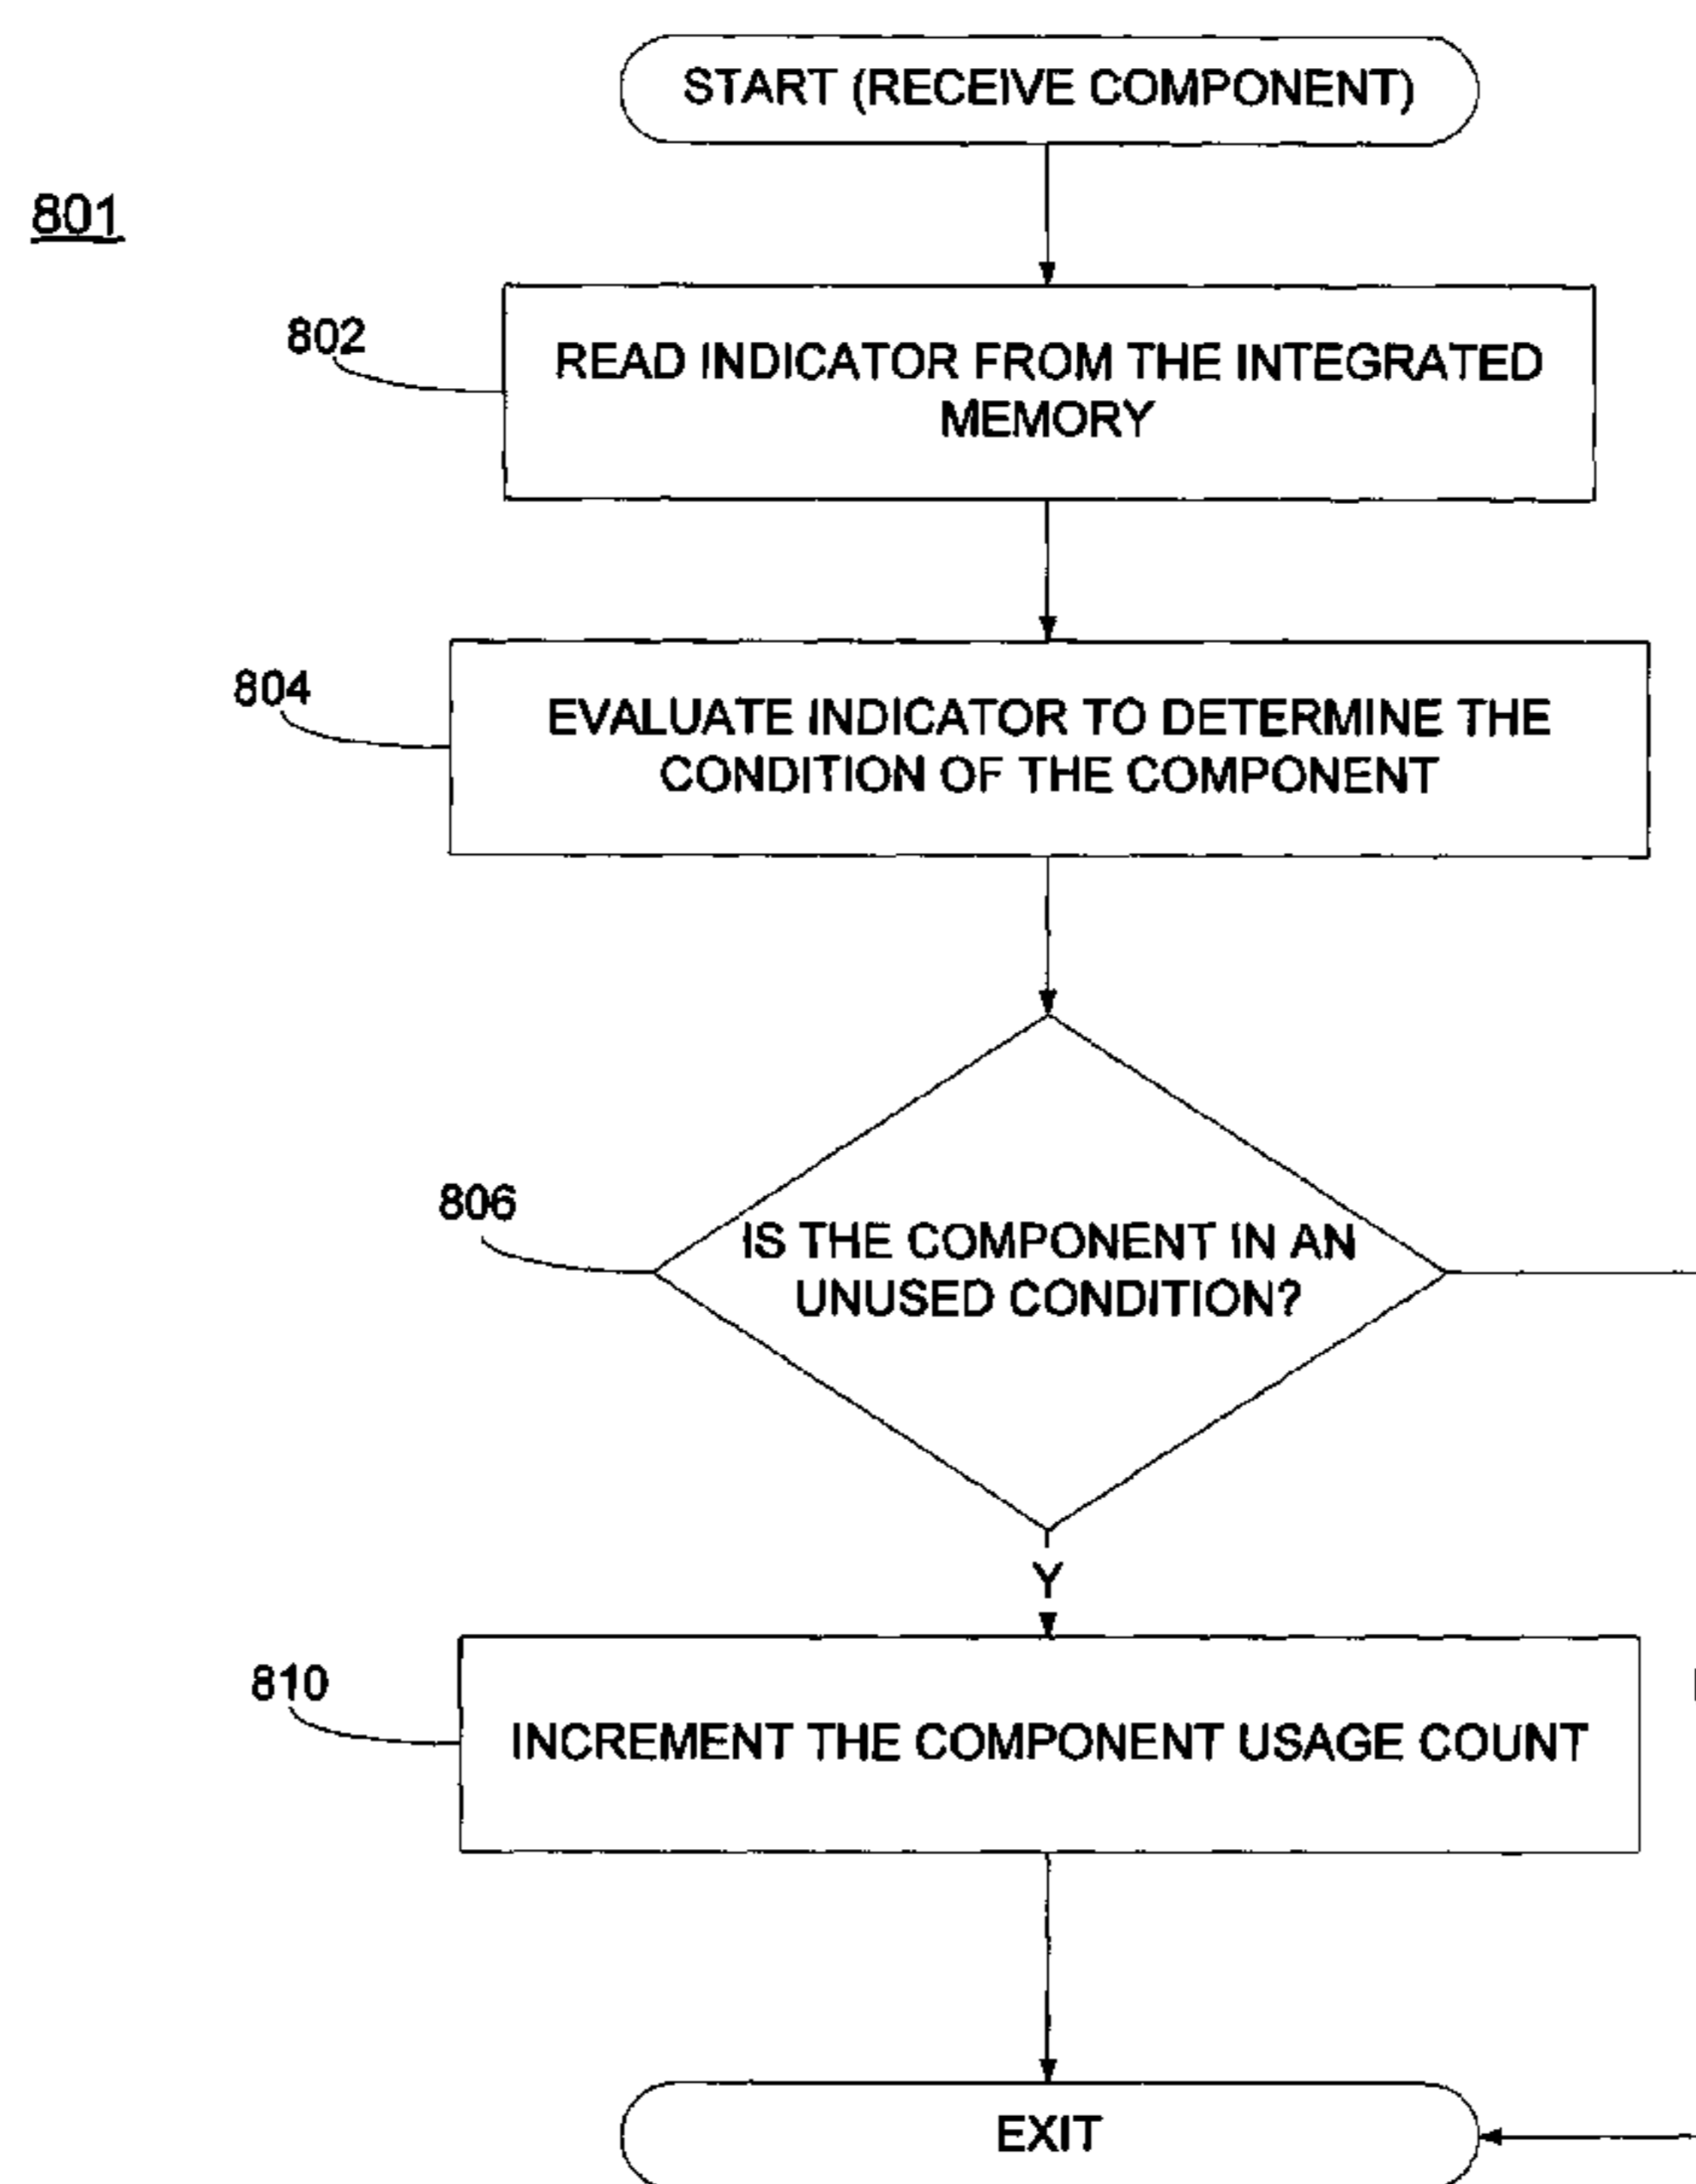 START (RECEIVE COMPONENT)
801
802
READ INDICATOR FROM THE INTEGRATED
MEMORY
804
EVALUATE INDICATOR TO DETERMINE THE
CONDITION OF THE COMPONENT
806
IS THE COMPONENT IN AN
UNUSED CONDITION?
Y
810
INCREMENT THE COMPONENT USAGE COUNT
EXIT